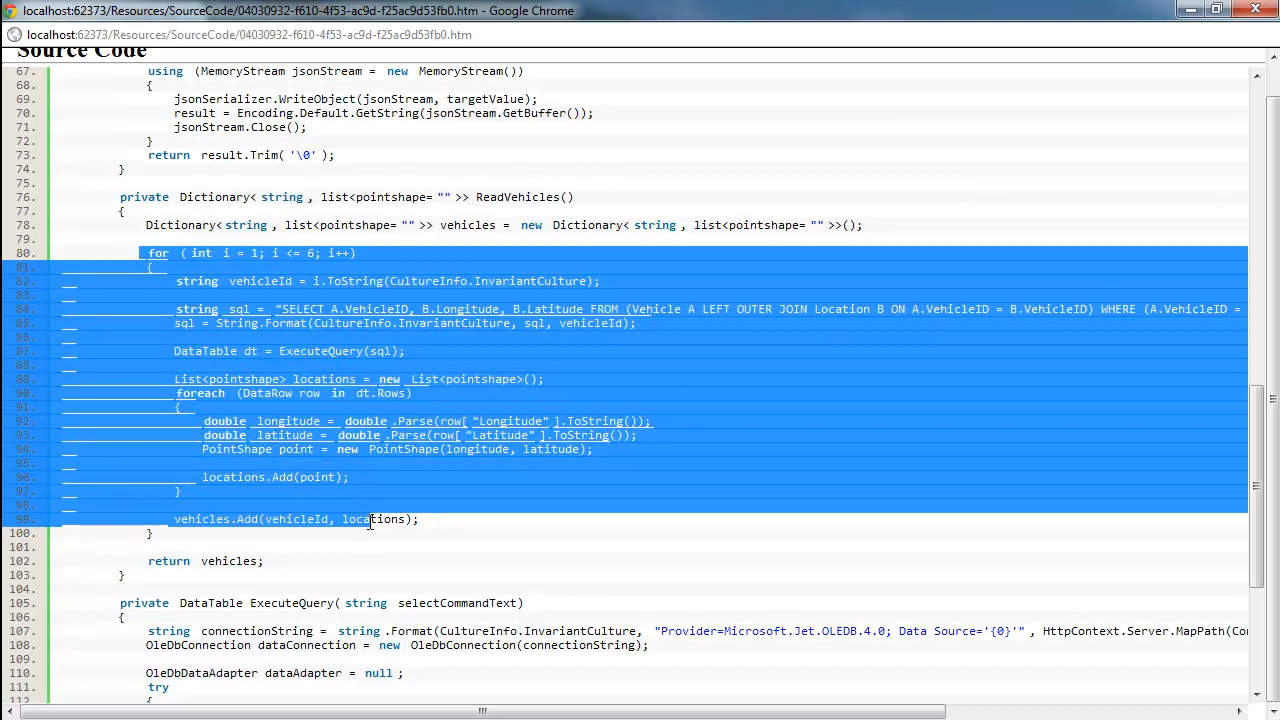 localhost:62373/Resources/SourceCode/04030932-f610-4f53-ac9d-f25ac9d53fb0.htm - Google Chrome
localhost:62373/Resources/SourceCode/04030932-f610-4f53-ac9d-f25ac9d53fb0.htm
Source Code
67. using (MemoryStream jsonStream = new MemoryStream())
68. {
69. jsonSerializer.WriteObject(jsonStream, targetValue);
70. result = Encoding.Default.GetString(jsonStream.GetBuffer());
71. jsonStream.Close();
72. }
73. return result.Trim( '\0' );
74. }
75.
76. private Dictionary< string , list<pointshape= "" >> ReadVehicles()
77. {
78. Dictionary< string , list<pointshape= "" >> vehicles = new Dictionary< string , list<pointshape= "" >>();
79.
80. for ( int i = 1; i <= 6; i++)
81. {
82. string vehicleId = i.ToString(CultureInfo.InvariantCulture);
83.
84. string sql = "SELECT A.VehicleID, B.Longitude, B.Latitude FROM (Vehicle A LEFT OUTER JOIN Location B ON A.VehicleID = B.VehicleID) WHERE (A.VehicleID =
85. sql = String.Format(CultureInfo.InvariantCulture, sql, vehicleId);
86.
87. DataTable dt = ExecuteQuery(sql);
88.
89. List<pointshape> locations = new List<pointshape>();
90. foreach (DataRow row in dt.Rows)
91. {
92. double longitude = double .Parse(row[ "Longitude" ].ToString());
93. double latitude = double .Parse(row[ "Latitude" ].ToString());
94. PointShape point = new PointShape(longitude, latitude);
95.
96. locations.Add(point);
97. }
98.
99. vehicles.Add(vehicleId, locations);
100. }
101.
102. return vehicles;
103. }
104.
105. private DataTable ExecuteQuery( string selectCommandText)
106. {
107. string connectionString = string .Format(CultureInfo.InvariantCulture, "Provider=Microsoft.Jet.OLEDB.4.0; Data Source='{0}'" , HttpContext.Server.MapPath(Co
108. OleDbConnection dataConnection = new OleDbConnection(connectionString);
109.
110. OleDbDataAdapter dataAdapter = null ;
111. try
112. {